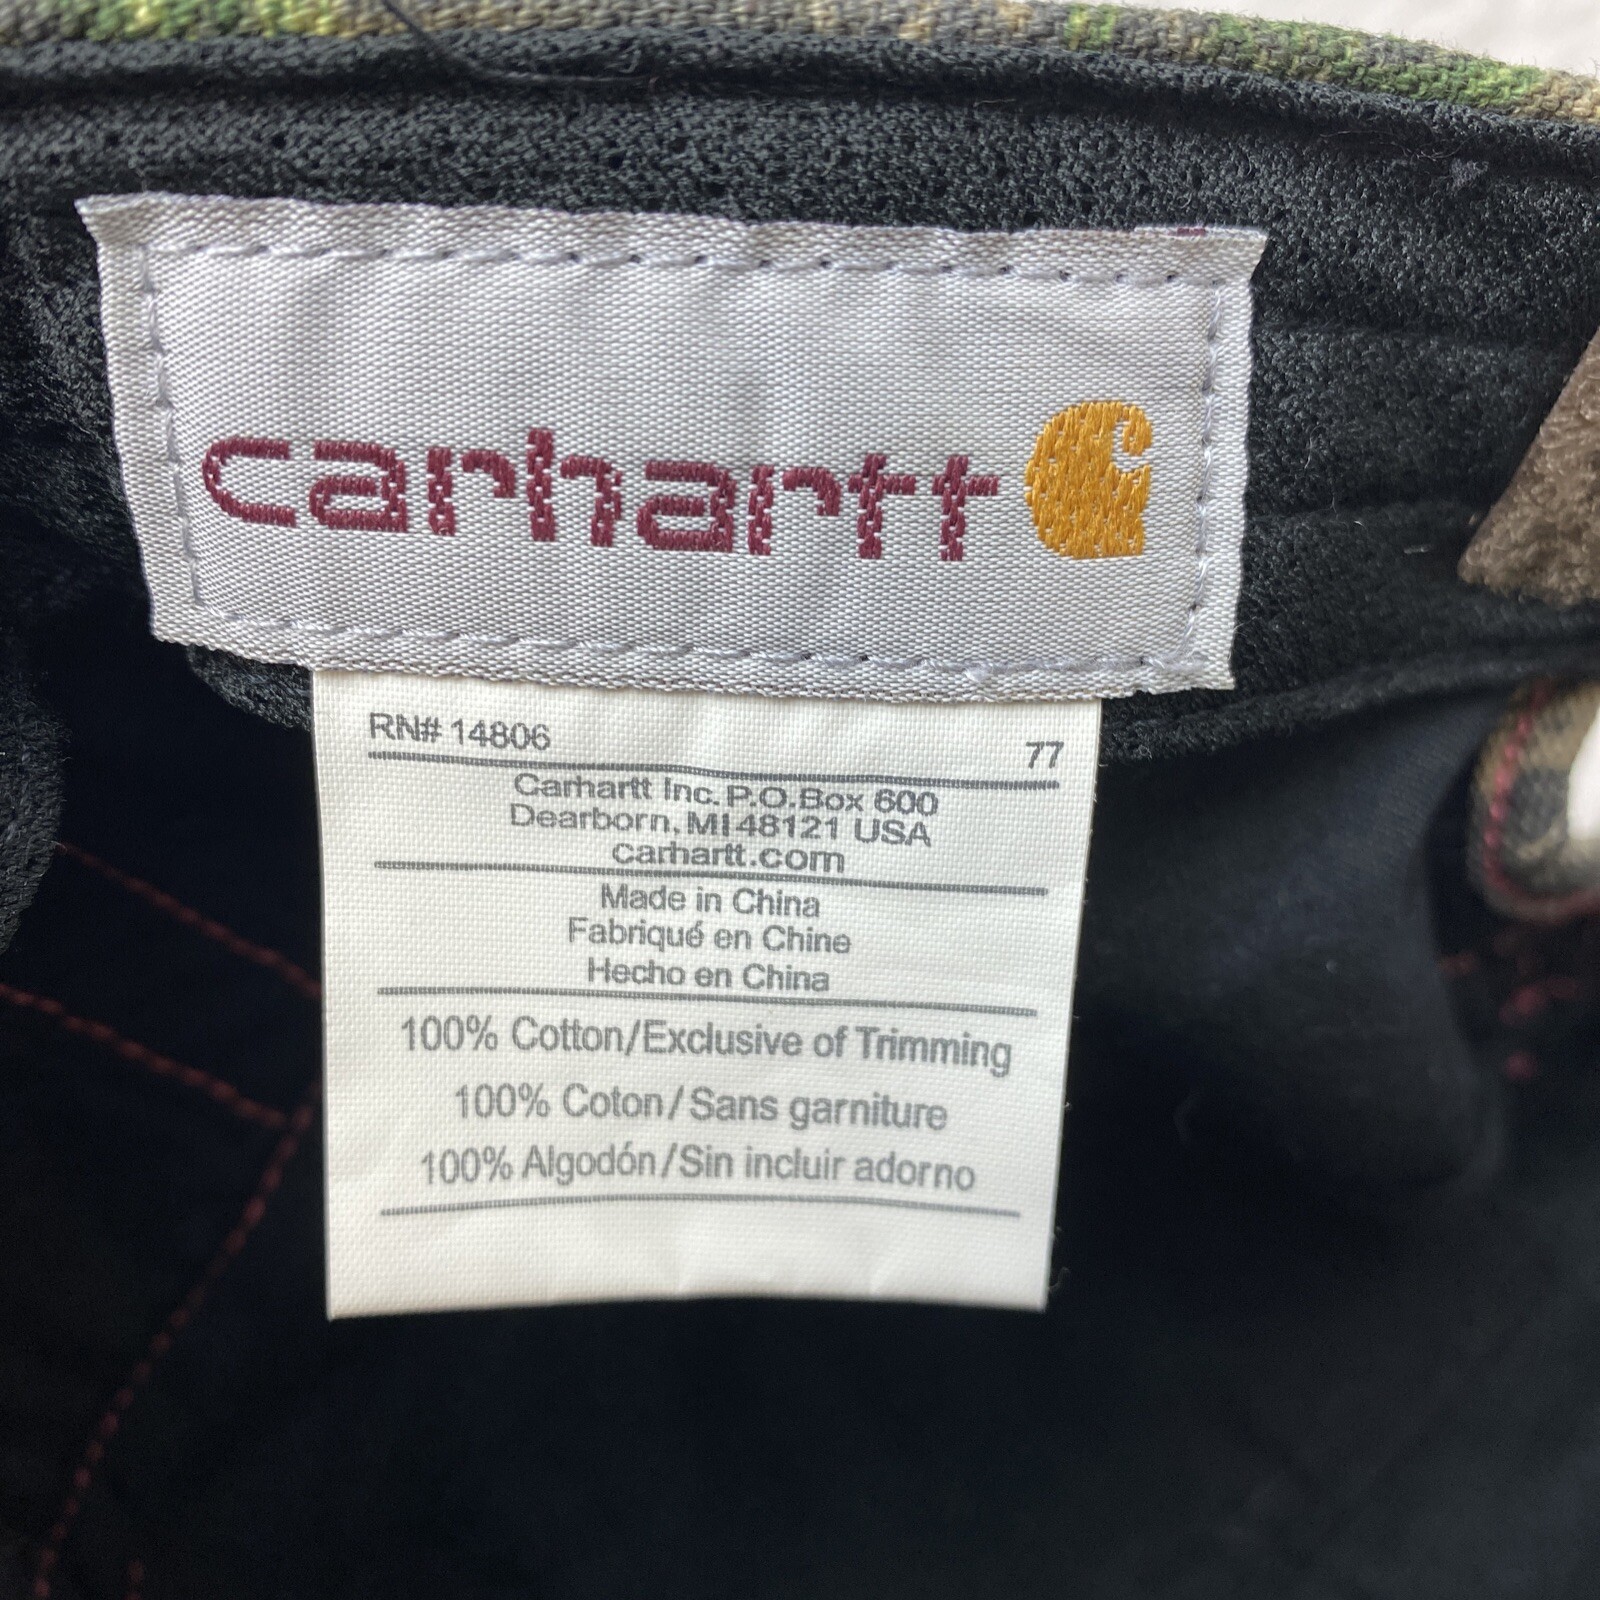 carhartt
RN# 14806 77
Carhartt Inc. P.O.Box 600
Dearborn, MI 48121 USA
carhartt.com
Made in China
Fabriqué en Chine
Hecho en China
100% Cotton/Exclusive of Trimming
100% Coton/Sans garniture
100% Algodón/Sin incluir adorno